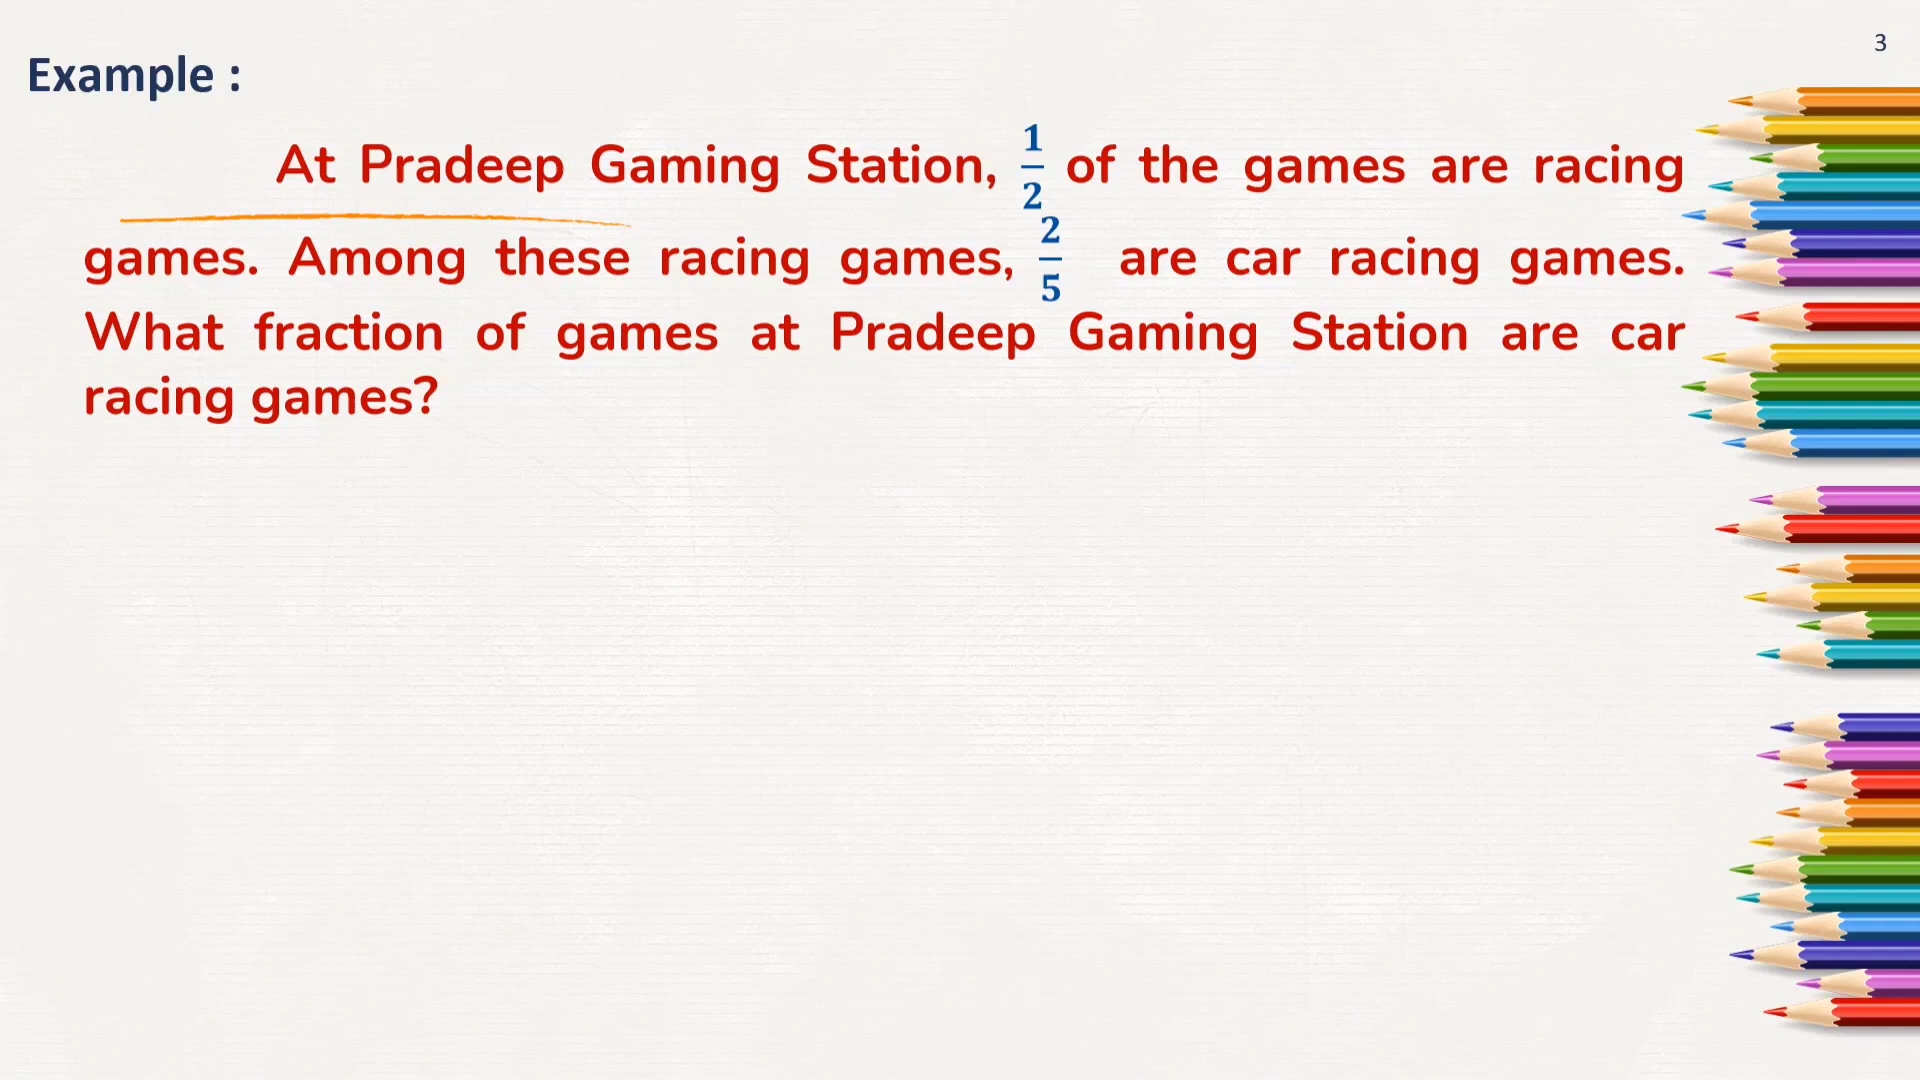 3
Example :
At Pradeep Gaming Station, 1/2 of the games are racing
games. Among these racing games, 2/5 are car racing games.
What fraction of games at Pradeep Gaming Station are car
racing games?